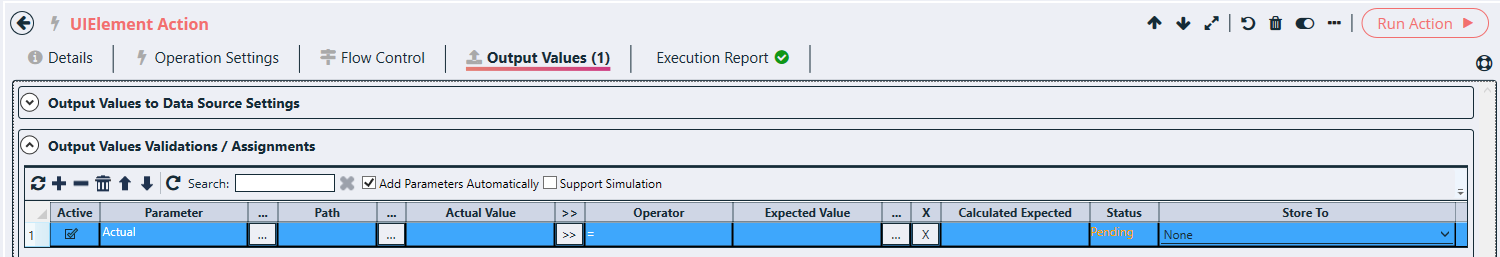 UIElement Action
Run Action
Details
Operation Settings
Flow Control
Output Values (1)
Execution Report
Output Values to Data Source Settings
Output Values Validations / Assignments
Search:
Add Parameters Automatically
Support Simulation
Active Parameter ... Path ... Actual Value >> Operator Expected Value ... X Calculated Expected Status Store To
1 Actual ... ... >> = ... X Pending None